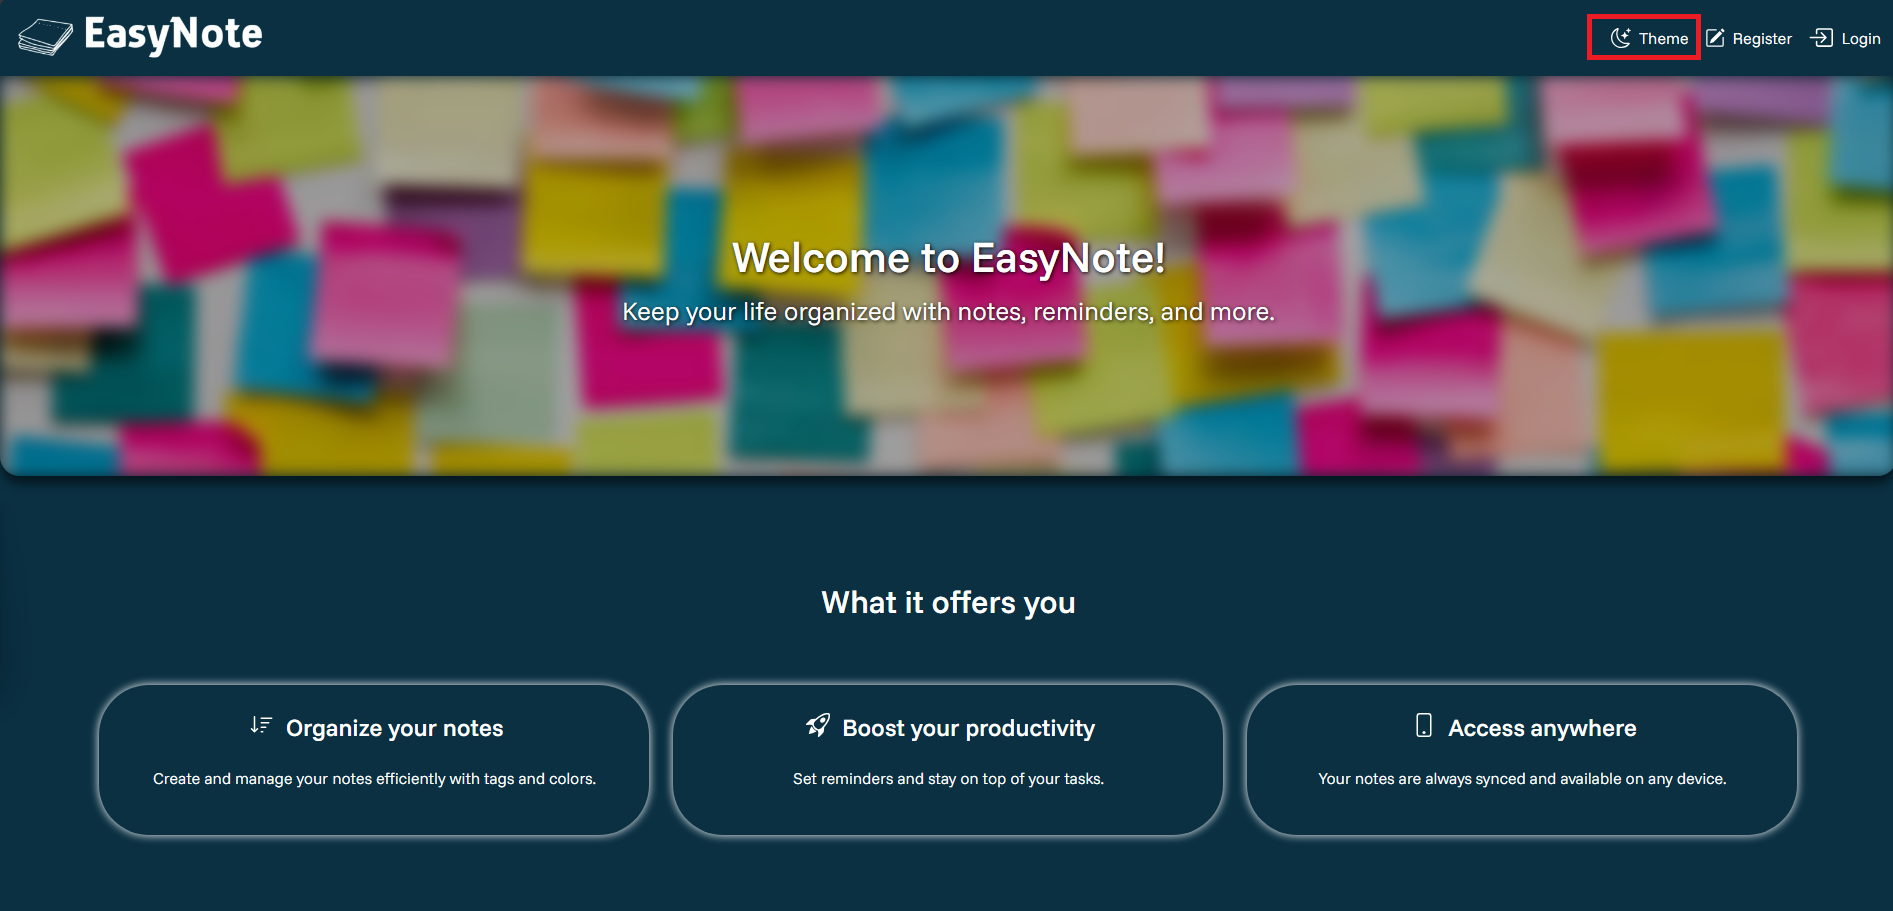 EasyNote
Theme
Register
Login
Welcome to EasyNote!
Keep your life organized with notes, reminders, and more.
What it offers you
Organize your notes
Create and manage your notes efficiently with tags and colors.
Boost your productivity
Set reminders and stay on top of your tasks.
Access anywhere
Your notes are always synced and available on any device.